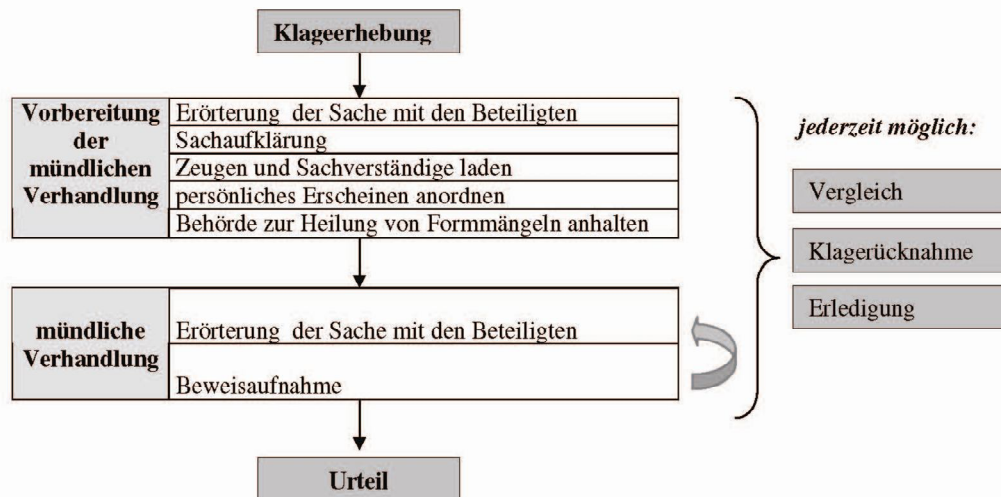 Klageerhebung
Vorbereitung
der
mündlichen
Verhandlung
Erörterung der Sache mit den Beteiligten
Sachaufklärung
Zeugen und Sachverständige laden
persönliches Erscheinen anordnen
Behörde zur Heilung von Formmängeln anhalten
mündliche
Verhandlung
Erörterung der Sache mit den Beteiligten
Beweisaufnahme
Urteil
jederzeit möglich:
Vergleich
Klagerücknahme
Erledigung